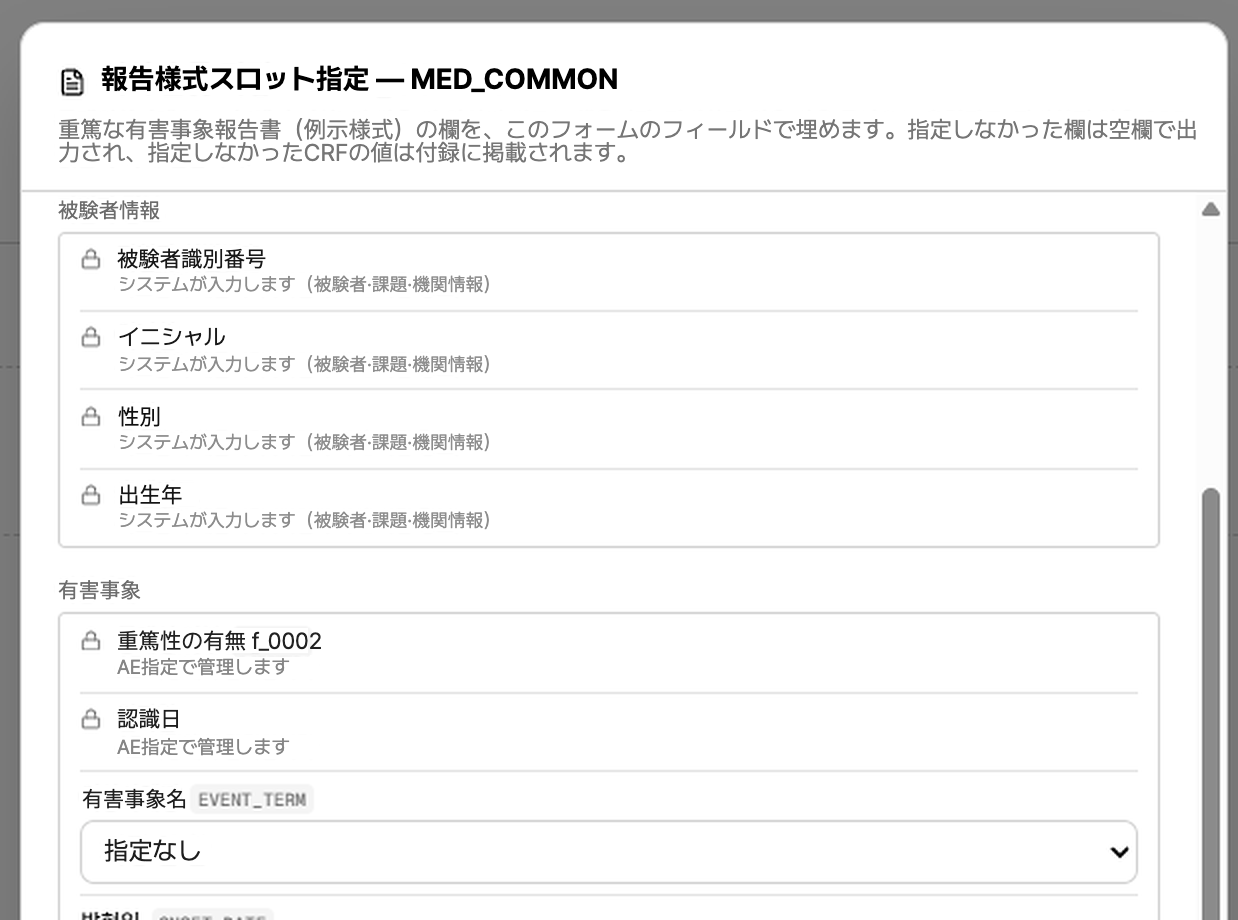 報告様式スロット指定 — MED_COMMON
重篤な有害事象報告書（例示様式）の欄を、このフォームのフィールドで埋めます。指定しなかった欄は空欄で出
力され、指定しなかったCRFの値は付録に掲載されます。
被験者情報
被験者識別番号
システムが入力します（被験者·課題·機関情報）
イニシャル
システムが入力します（被験者·課題·機関情報）
性別
システムが入力します（被験者·課題·機関情報）
出生年
システムが入力します（被験者·課題·機関情報）
有害事象
重篤性の有無 f_0002
AE指定で管理します
認識日
AE指定で管理します
有害事象名 EVENT_TERM
指定なし